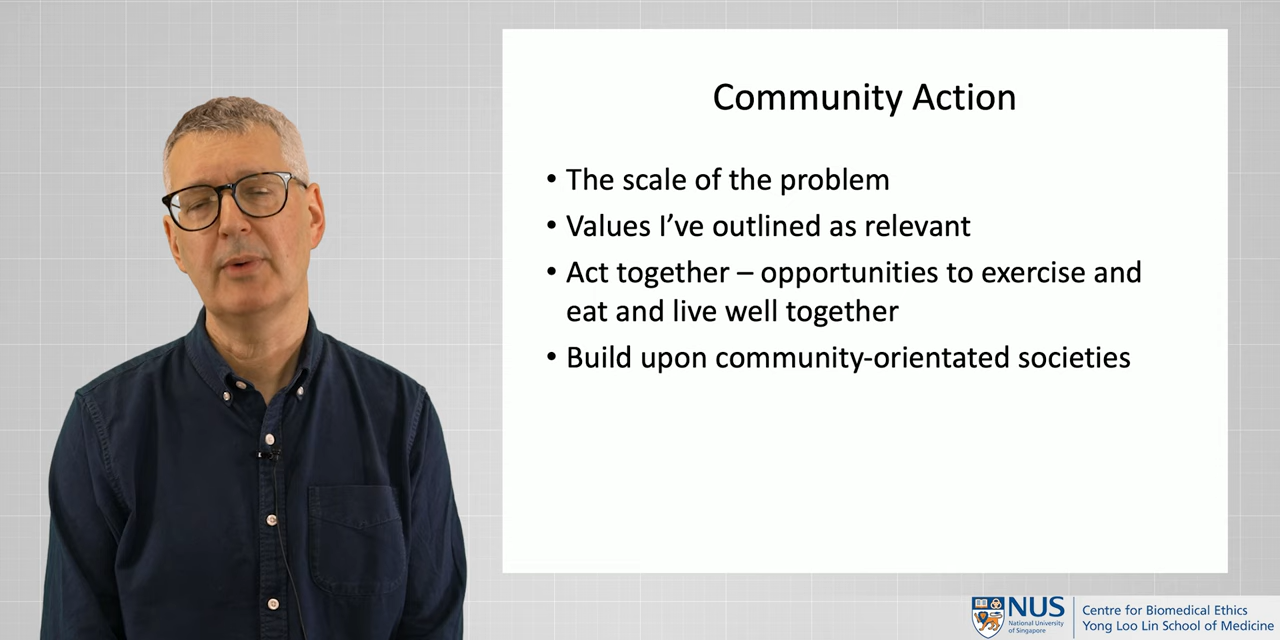 Community Action
• The scale of the problem
• Values I've outlined as relevant
• Act together – opportunities to exercise and
eat and live well together
• Build upon community-orientated societies
NUS
National University
of Singapore
Centre for Biomedical Ethics
Yong Loo Lin School of Medicine